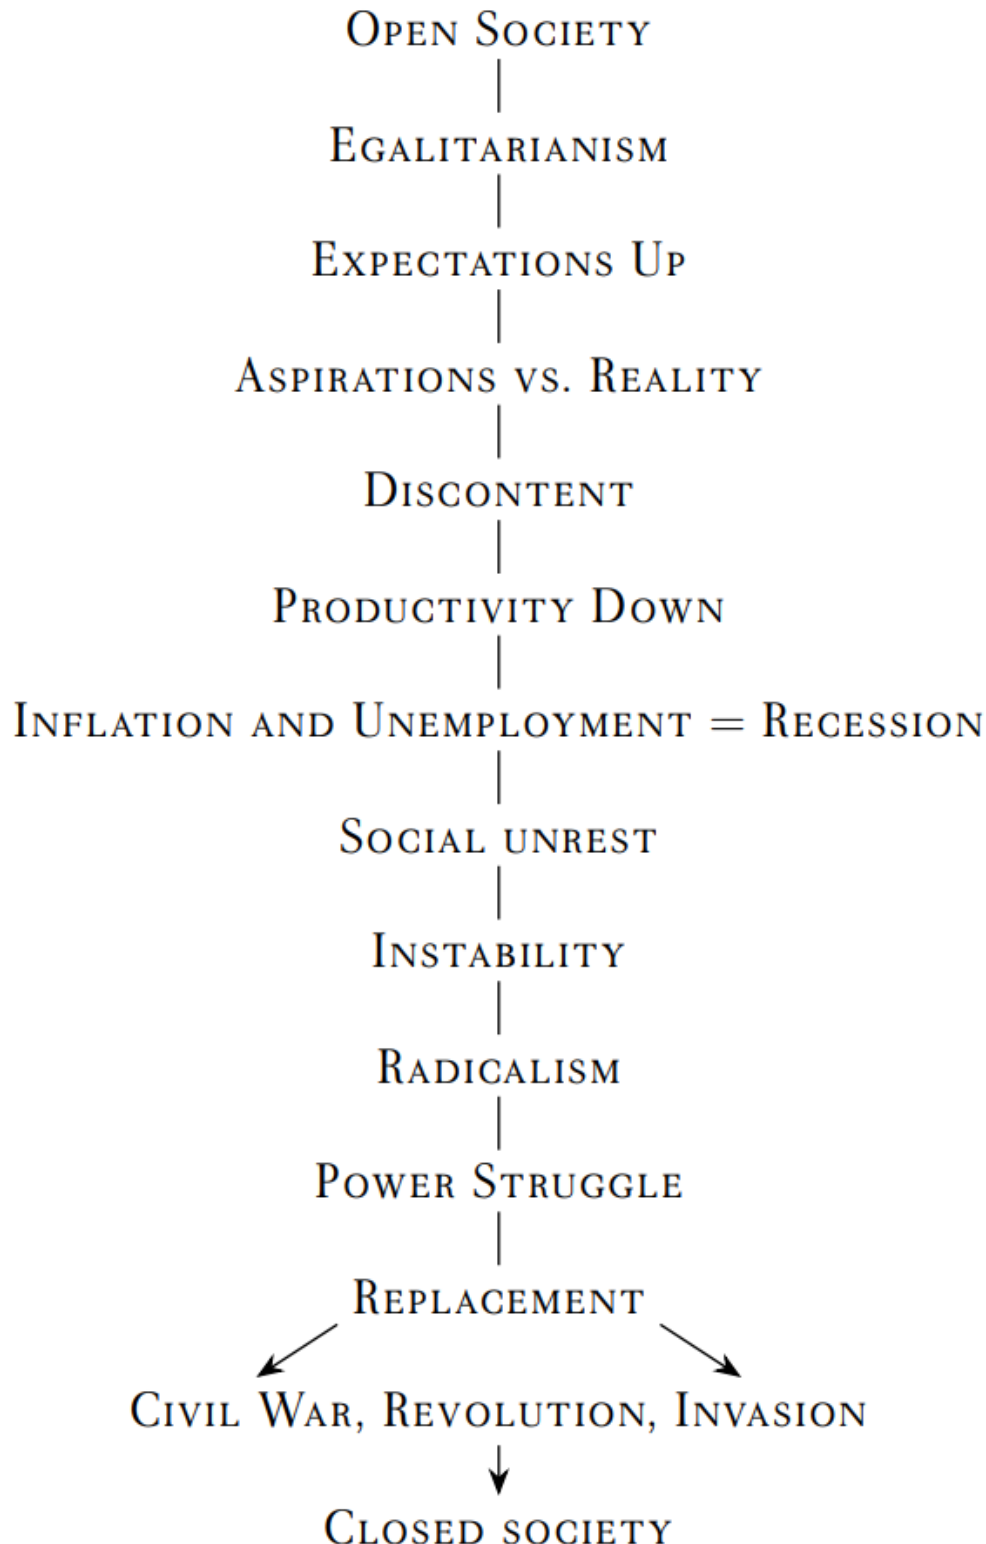 Open Society
Egalitarianism
Expectations Up
Aspirations vs. Reality
Discontent
Productivity Down
Inflation and Unemployment = Recession
Social unrest
Instability
Radicalism
Power Struggle
Replacement
Civil War, Revolution, Invasion
Closed society